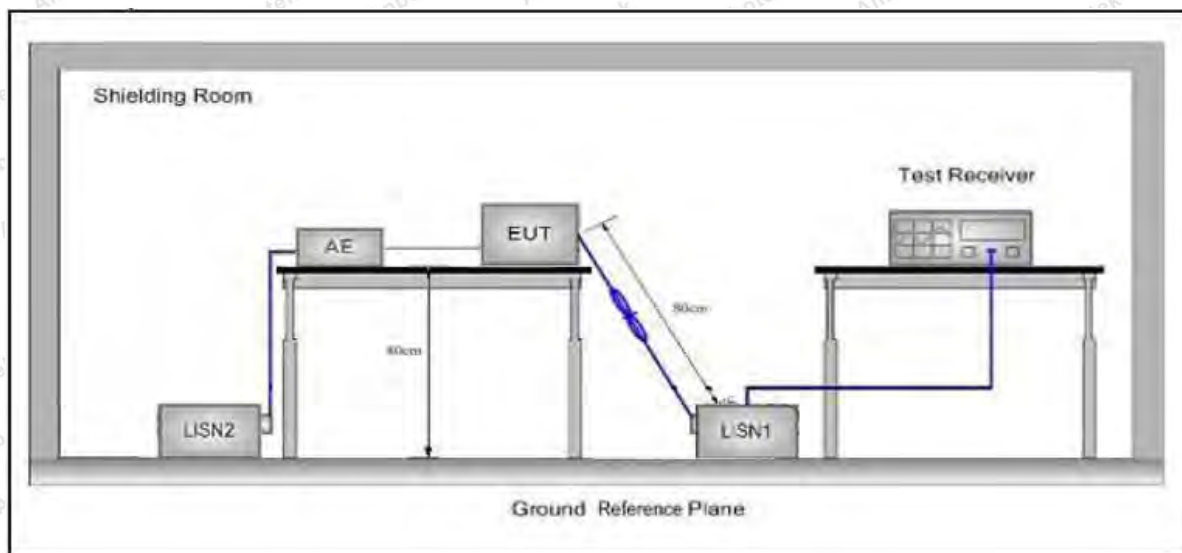 Shielding Room
Test Receiver
AE
EUT
80cm
80cm
LISN2
LISN1
Ground Reference Plane